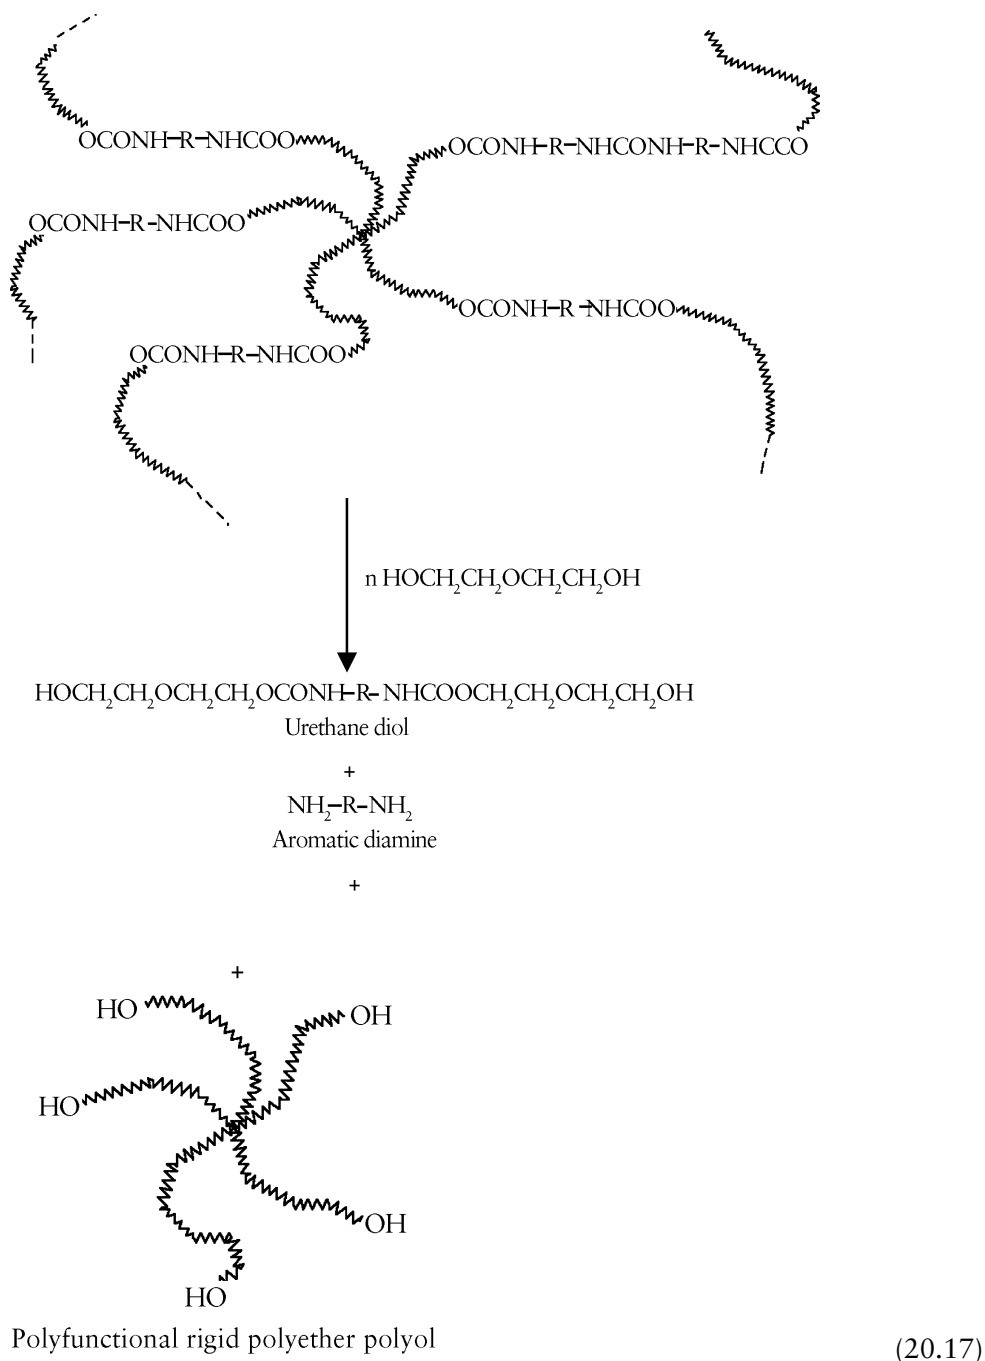 OCONH-R-NHCOO
OCONH-R-NHCONH-R-NHCCO
OCONH-R-NHCOO
OCONH-R-NHCOO
OCONH-R-NHCOO
n HOCH₂CH₂OCH₂CH₂OH
HOCH₂CH₂OCH₂CH₂OCONH-R-NHCOOCH₂CH₂OCH₂CH₂OH
Urethane diol
+
NH₂-R-NH₂
Aromatic diamine
+
+
HO
OH
HO
OH
HO
Polyfunctional rigid polyether polyol
(20.17)